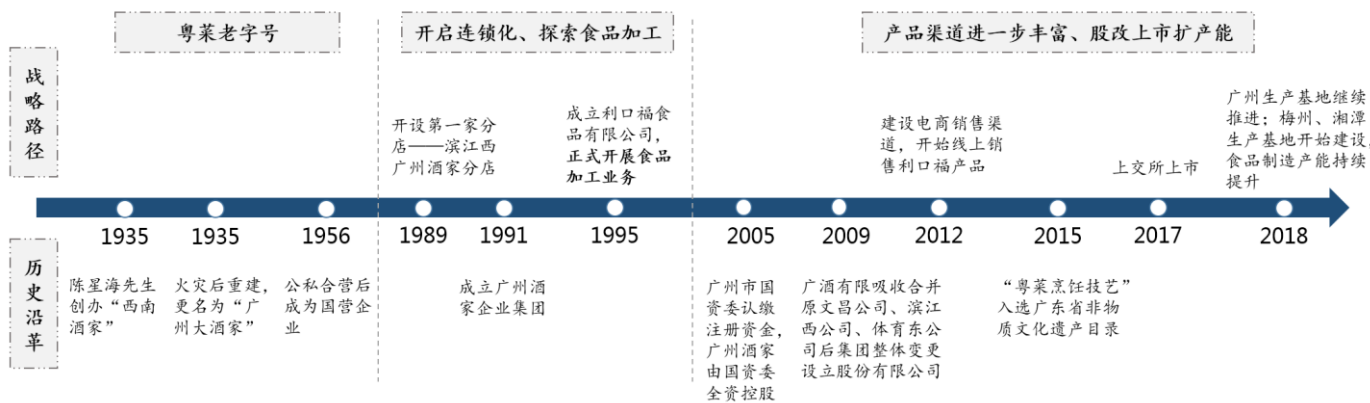 粤菜老字号
开启连锁化、探索食品加工
产品渠道进一步丰富、股改上市扩产能
战略路径
开设第一家分
店——滨江西
广州酒家分店
成立利口福食
品有限公司，
正式开展食品
加工业务
建设电商销售渠
道，开始线上销
售利口福产品
上交所上市
广州生产基地继续
推进；梅州、湘潭
生产基地开始建设，
食品制造产能持续
提升
1935
1935
1956
1989
1991
1995
2005
2009
2012
2015
2017
2018
历史沿革
陈星海先生
创办“西南
酒家”
火灾后重建，
更名为“广
州大酒家”
公私合营后
成为国营企
业
成立广州酒
家企业集团
广州市国
资委认缴
注册资金，
广州酒家
由国资委
全资控股
广酒有限吸收合并
原文昌公司、滨江
西公司、体育东公
司后集团整体变更
设立股份有限公司
“粤菜烹饪技艺”
入选广东省非物
质文化遗产目录